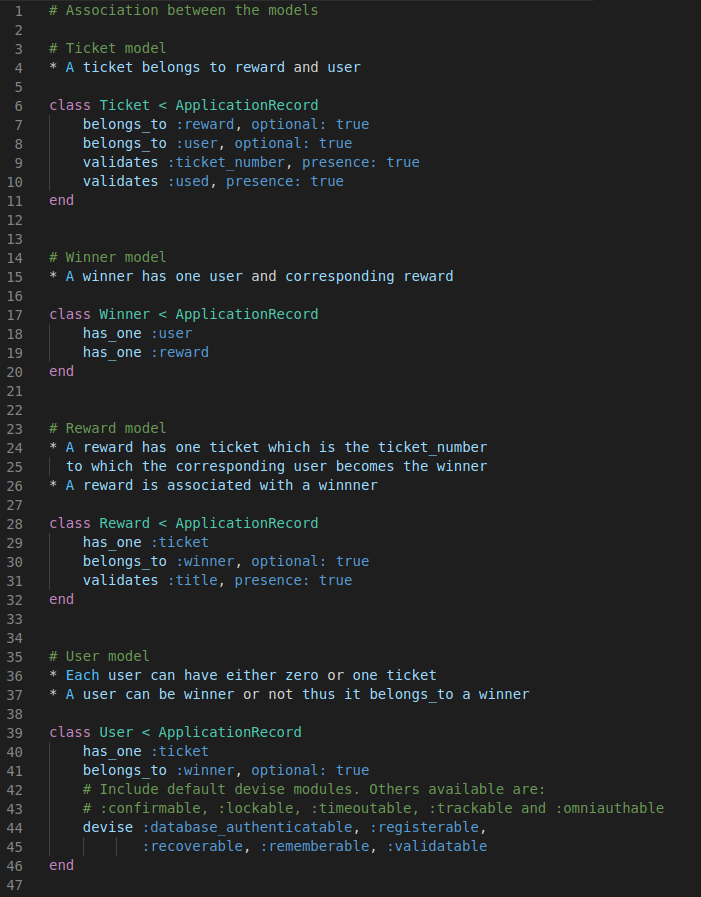 1 # Association between the models
2
3 # Ticket model
4 * A ticket belongs to reward and user
5
6 class Ticket < ApplicationRecord
7 belongs_to :reward, optional: true
8 belongs_to :user, optional: true
9 validates :ticket_number, presence: true
10 validates :used, presence: true
11 end
12
13
14 # Winner model
15 * A winner has one user and corresponding reward
16
17 class Winner < ApplicationRecord
18 has_one :user
19 has_one :reward
20 end
21
22
23 # Reward model
24 * A reward has one ticket which is the ticket_number
25 to which the corresponding user becomes the winner
26 * A reward is associated with a winnner
27
28 class Reward < ApplicationRecord
29 has_one :ticket
30 belongs_to :winner, optional: true
31 validates :title, presence: true
32 end
33
34
35 # User model
36 * Each user can have either zero or one ticket
37 * A user can be winner or not thus it belongs_to a winner
38
39 class User < ApplicationRecord
40 has_one :ticket
41 belongs_to :winner, optional: true
42 # Include default devise modules. Others available are:
43 # :confirmable, :lockable, :timeoutable, :trackable and :omniauthable
44 devise :database_authenticatable, :registerable,
45 :recoverable, :rememberable, :validatable
46 end
47